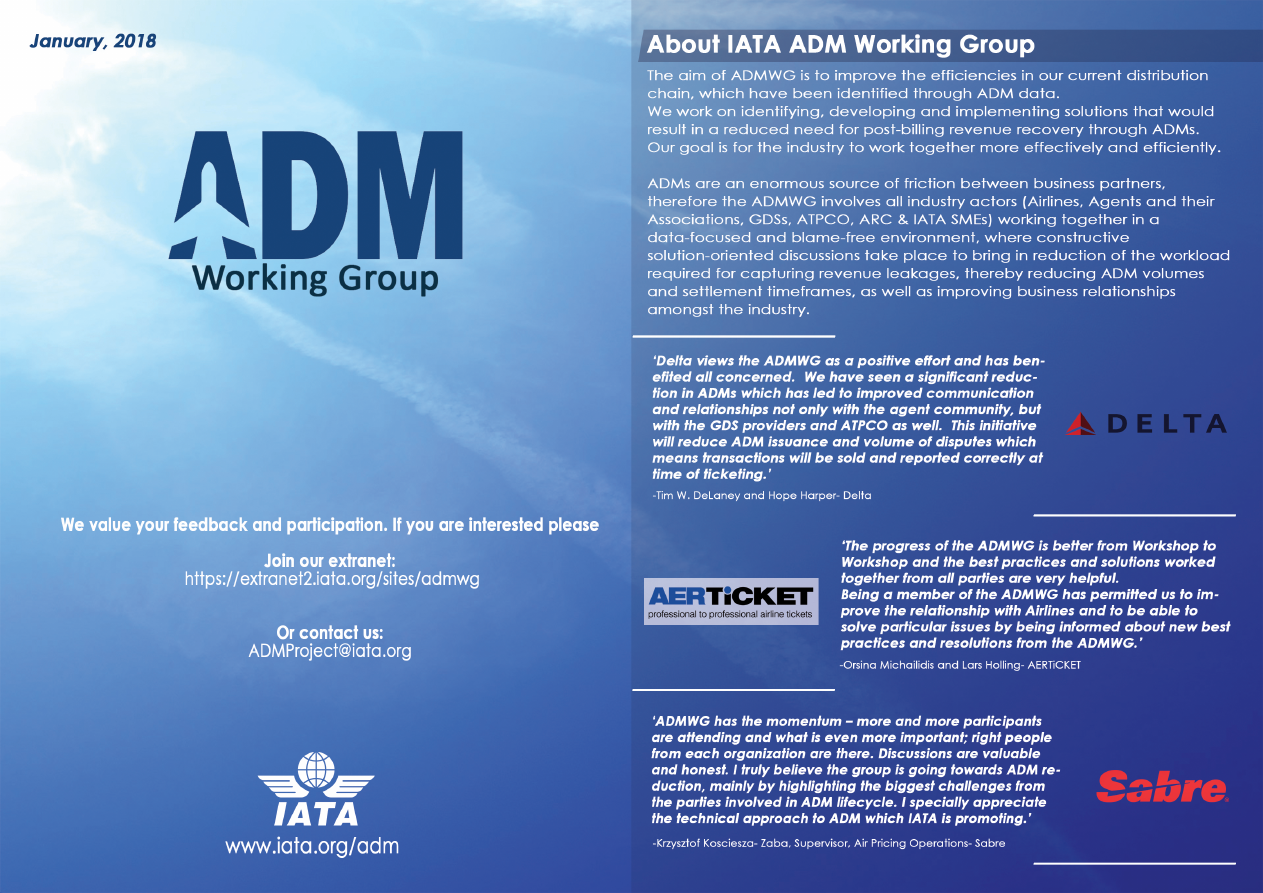 January, 2018
ADM
Working Group
We value your feedback and participation. If you are interested please
Join our extranet:
https://extranet2.iata.org/sites/admwg
Or contact us:
ADMProject@iata.org
IATA
www.iata.org/adm
About IATA ADM Working Group
The aim of ADMWG is to improve the efficiencies in our current distribution
chain, which have been identified through ADM data.
We work on identifying, developing and implementing solutions that would
result in a reduced need for post-billing revenue recovery through ADMs.
Our goal is for the industry to work together more effectively and efficiently.
ADMs are an enormous source of friction between business partners,
therefore the ADMWG involves all industry actors (Airlines, Agents and their
Associations, GDSs, ATPCO, ARC & IATA SMEs) working together in a
data-focused and blame-free environment, where constructive
solution-oriented discussions take place to bring in reduction of the workload
required for capturing revenue leakages, thereby reducing ADM volumes
and settlement timeframes, as well as improving business relationships
amongst the industry.
‘Delta views the ADMWG as a positive effort and has ben-
efited all concerned.  We have seen a significant reduc-
tion in ADMs which has led to improved communication
and relationships not only with the agent community, but
with the GDS providers and ATPCO as well.  This initiative
will reduce ADM issuance and volume of disputes which
means transactions will be sold and reported correctly at
time of ticketing.’
-Tim W. DeLaney and Hope Harper- Delta
DELTA
‘The progress of the ADMWG is better from Workshop to
Workshop and the best practices and solutions worked
together from all parties are very helpful.
Being a member of the ADMWG has permitted us to im-
prove the relationship with Airlines and to be able to
solve particular issues by being informed about new best
practices and resolutions from the ADMWG.’
-Orsina Michailidis and Lars Holling- AERTiCKET
AERTiCKET
professional to professional airline tickets
‘ADMWG has the momentum – more and more participants
are attending and what is even more important; right people
from each organization are there. Discussions are valuable
and honest. I truly believe the group is going towards ADM re-
duction, mainly by highlighting the biggest challenges from
the parties involved in ADM lifecycle. I specially appreciate
the technical approach to ADM which IATA is promoting.’
-Krzysztof Kosciesza- Zaba, Supervisor, Air Pricing Operations- Sabre
Sabre®